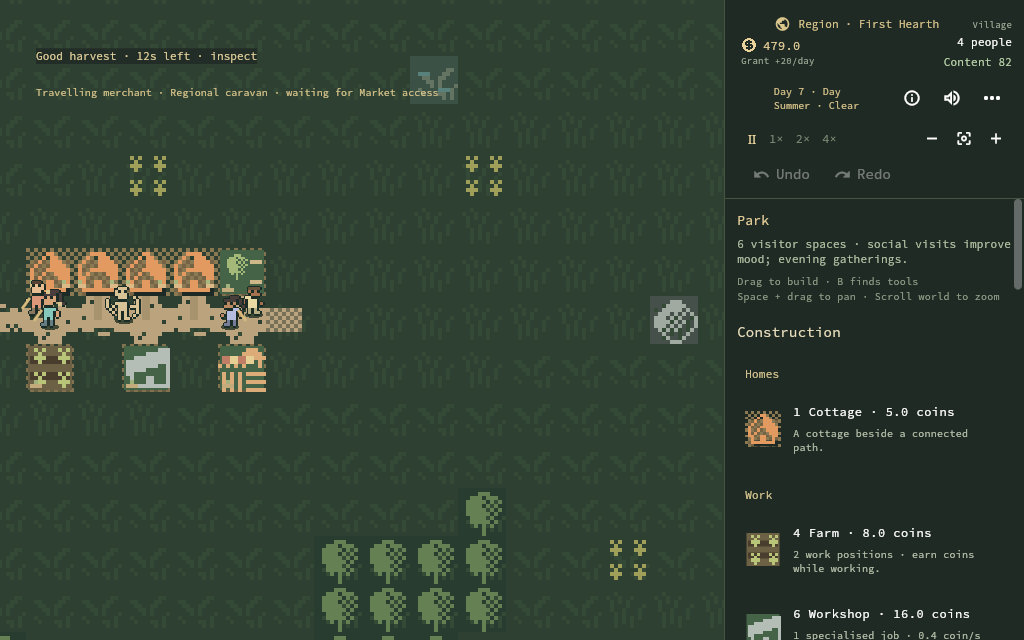 Good harvest · 12s left · inspect
Travelling merchant · Regional caravan · waiting for Market access
Region · First Hearth
Village
479.0
4 people
Grant +20/day
Content 82
Day 7 · Day
Summer · Clear
1× 2× 4×
Undo Redo
Park
6 visitor spaces · social visits improve
mood; evening gatherings.
Drag to build · B finds tools
Space + drag to pan · Scroll world to zoom
Construction
Homes
1 Cottage · 5.0 coins
A cottage beside a connected
path.
Work
4 Farm · 8.0 coins
2 work positions · earn coins
while working.
6 Workshop · 16.0 coins
1 specialised job · 0.4 coin/s